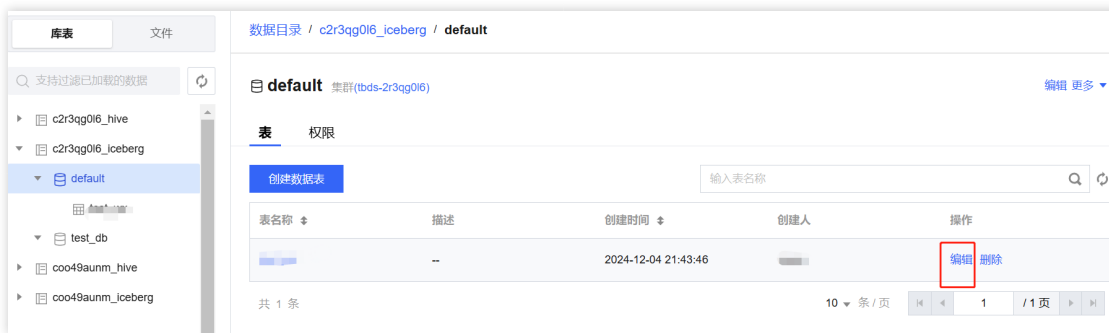 库表 文件
支持过滤已加载的数据
c2r3qg0l6_hive
c2r3qg0l6_iceberg
default
test_db
coo49aunm_hive
coo49aunm_iceberg
数据目录 / c2r3qg0l6_iceberg / default
default 集群(tbds-2r3qg0l6) 编辑 更多
表 权限
创建数据表 输入表名称
表名称 描述 创建时间 创建人 操作
-- 2024-12-04 21:43:46 编辑 删除
共 1 条 10 条 / 页 1 / 1 页